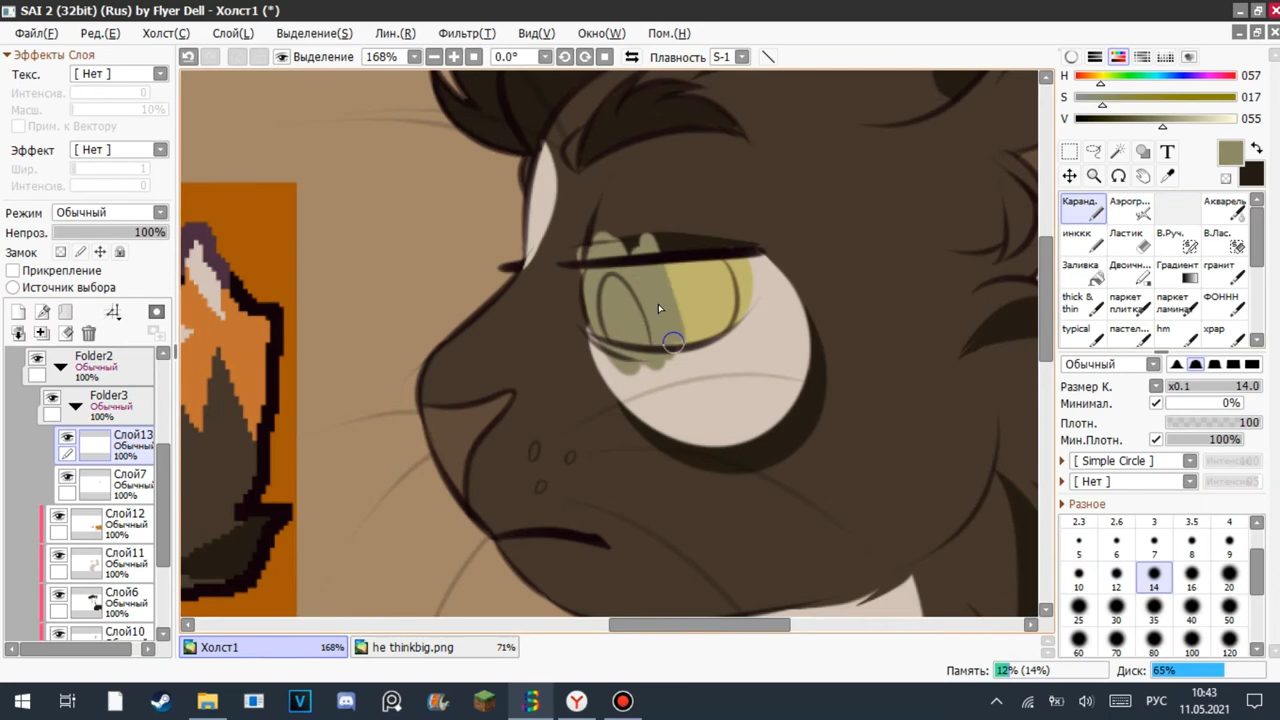 SAI 2 (32bit) (Rus) by Flyer Dell - Холст1 (*)
Файл(F) Ред.(E) Холст(C) Слой(L) Выделение(S) Лин.(R) Фильтр(T) Вид(V) Окно(W) Пом.(H)
Эффекты Слоя
Выделение 168% 0.0° Плавность S-1
Текс. [ Нет ]
Интенсив. 0
Масш. 10%
Прим. к Вектору
Эффект [ Нет ]
Шир. 1
Интенсив. 0
Режим Обычный
Непроз. 100%
Замок
Прикрепление
Источник выбора
Folder2
Обычный
100%
Folder3
Обычный
100%
Слой13
Обычный
100%
Слой7
Обычный
100%
Слой12
Обычный
100%
Слой11
Обычный
100%
Слой6
Обычный
100%
Слой10
Обычный
H 057
S 017
V 055
T
Каранд. Аэрогр... Акварель
инккк Ластик В.Руч. В.Лас.
Заливка Двоичн... Градиент гранит
thick & thin паркет плитка паркет ламина ФОННН
typical пастел... hm храр
Обычный
Размер К. x0.1 14.0
Минимал. 0%
Плотн. 100
Мин.Плотн. 100%
[ Simple Circle ]
[ Нет ]
Разное
2.3 2.6 3 3.5 4
5 6 7 8 9
10 12 14 16 20
25 30 35 40 50
60 70 80 100 120
Холст1 168% he thinkbig.png 71%
Память: 12% (14%) Диск: 65%
РУС
10:43
11.05.2021